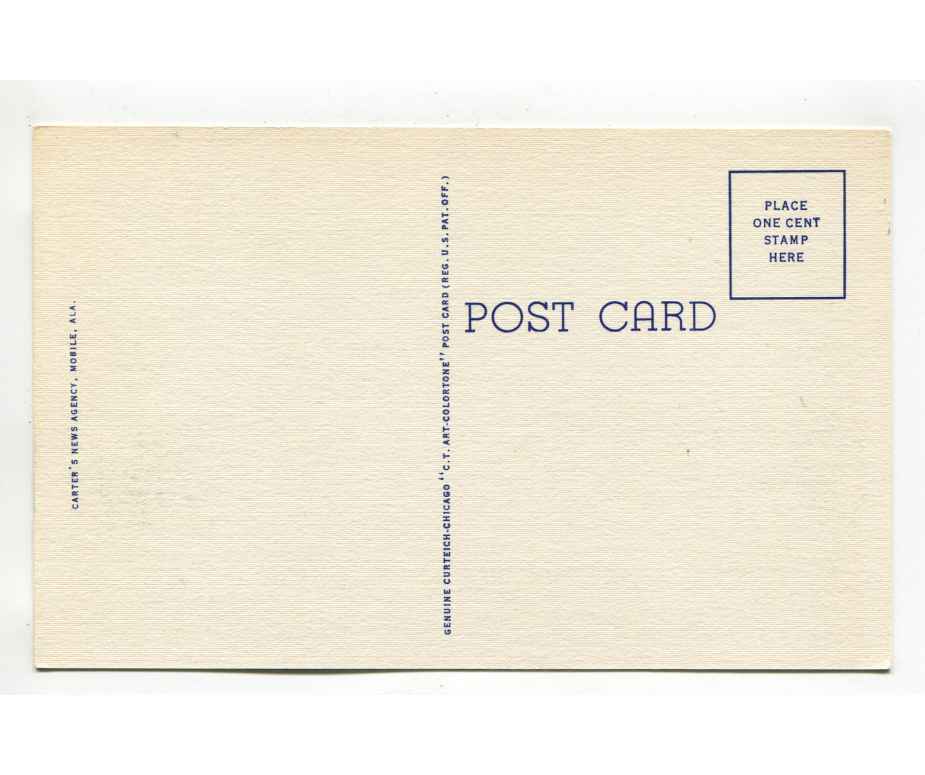 CARTER'S NEWS AGENCY, MOBILE, ALA.
GENUINE CURTEICH-CHICAGO "C.T. ART-COLORTONE" POST CARD (REG. U.S. PAT. OFF.)
POST CARD
PLACE
ONE CENT
STAMP
HERE